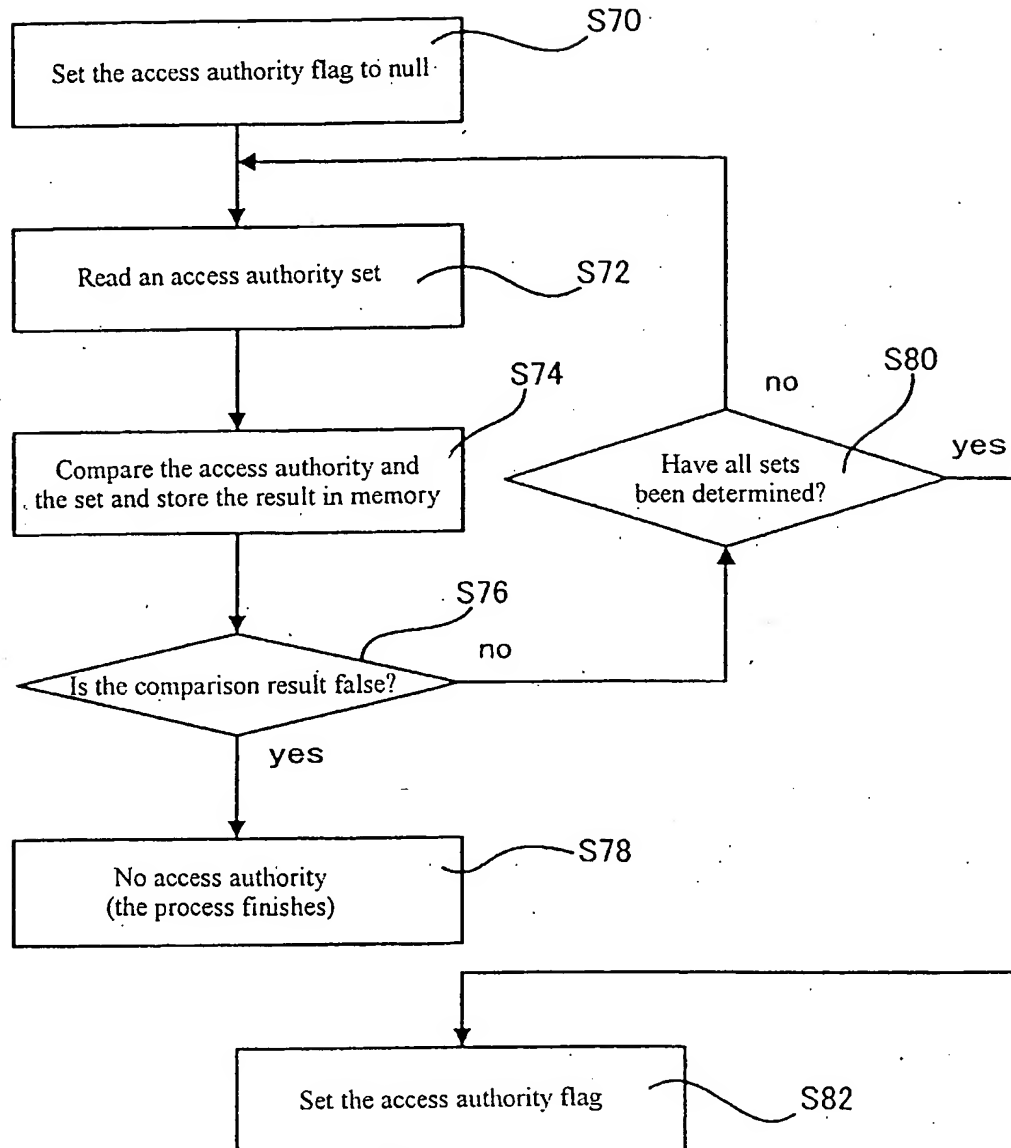 S70
Set the access authority flag to null
Read an access authority set
S72
S74
Compare the access authority and
the set and store the result in memory
S80
no
yes
Have all sets
been determined?
S76
no
Is the comparison result false?
yes
S78
No access authority
(the process finishes)
Set the access authority flag
S82